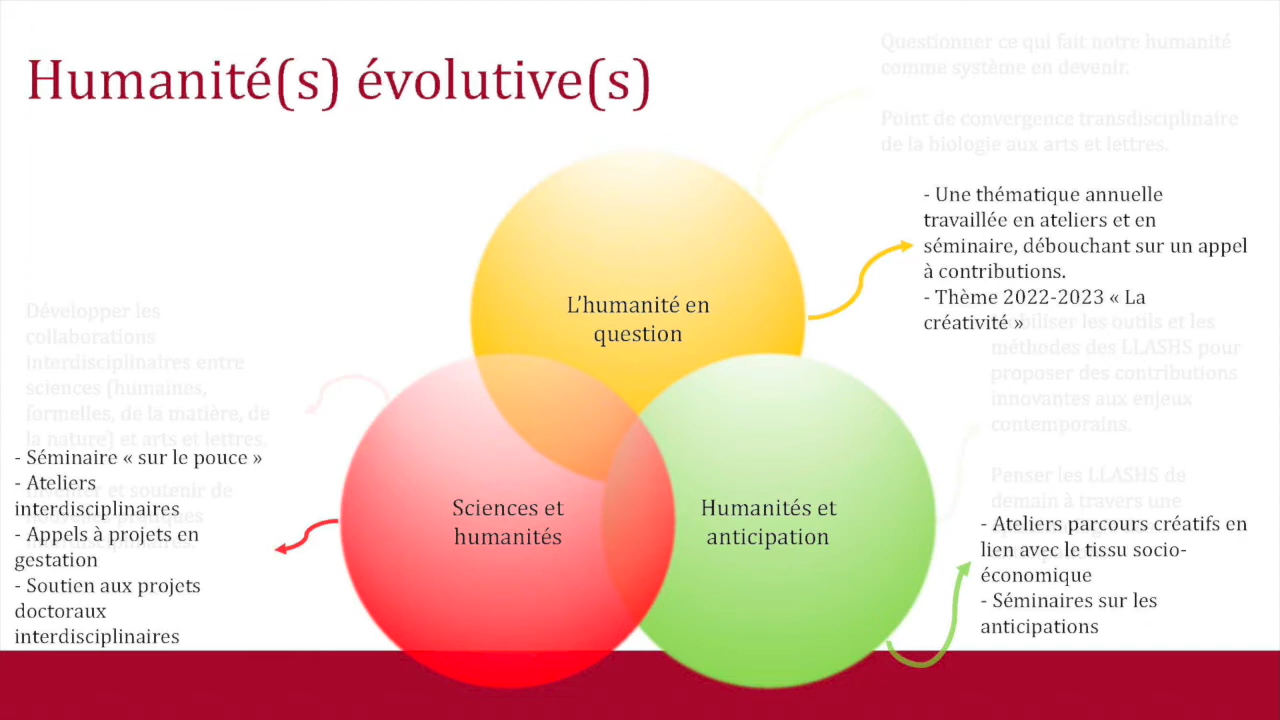 Humanité(s) évolutive(s)
Questionner ce qui fait notre humanité
comme système en devenir.
Point de convergence transdisciplinaire
de la biologie aux arts et lettres.
- Une thématique annuelle
travaillée en ateliers et en
séminaire, débouchant sur un appel
à contributions.
- Thème 2022-2023 « La
créativité »
L'humanité en
question
Développer les
collaborations
interdisciplinaires entre
sciences (humaines,
formelles, de la matière, de
la nature) et arts et lettres.
- Séminaire « sur le pouce »
- Ateliers
interdisciplinaires
- Appels à projets en
gestation
- Soutien aux projets
doctoraux
interdisciplinaires
et soutenir de
Sciences et
humanités
Humanités et
anticipation
les outils et les
méthodes des LLASHS pour
proposer des contributions
innovantes aux enjeux
contemporains.
Penser les LLASHS de
demain à travers une
- Ateliers parcours créatifs en
lien avec le tissu socio-
économique
- Séminaires sur les
anticipations